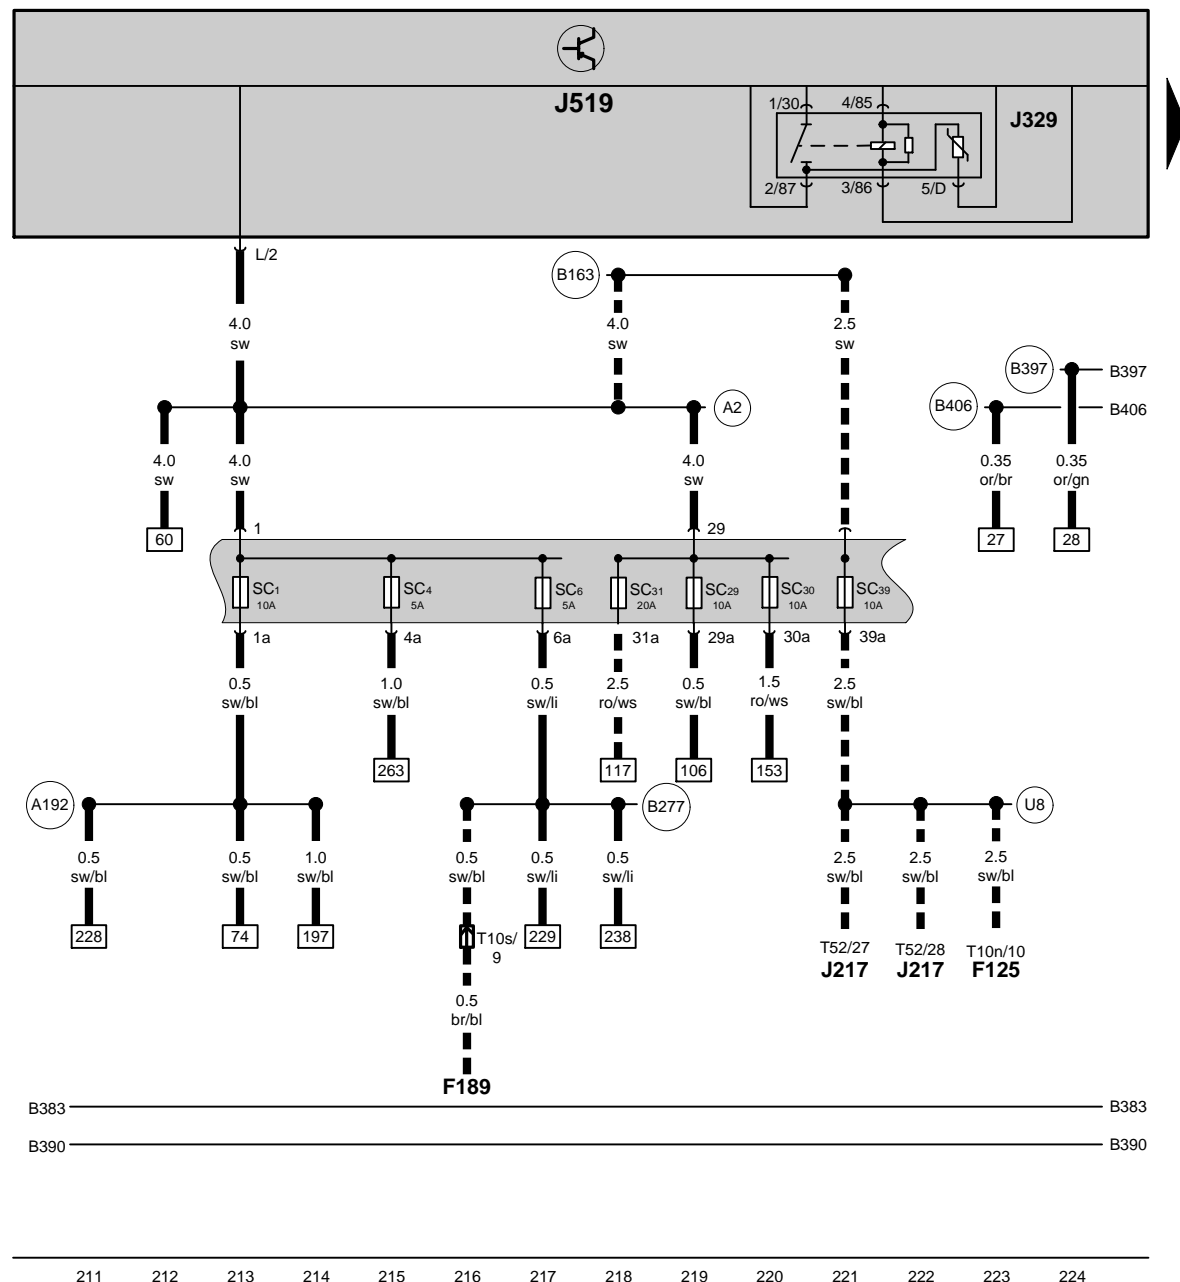 J519
1/30 4/85 J329
2/87 3/86 5/D
L/2
B163
4.0 4.0 2.5
sw sw sw
B397 B397
B406 B406
A2
4.0 4.0 4.0 0.35 0.35
sw sw sw or/br or/gn
60 1 29 27 28
SC1 SC4 SC6 SC31 SC29 SC30 SC39
10A 5A 5A 20A 10A 10A 10A
1a 4a 6a 31a 29a 30a 39a
0.5 1.0 0.5 2.5 0.5 1.5 2.5
sw/bl sw/bl sw/li ro/ws sw/bl ro/ws sw/bl
263 117 106 153
A192 B277 U8
0.5 0.5 1.0 0.5 0.5 0.5 2.5 2.5 2.5
sw/bl sw/bl sw/bl sw/bl sw/li sw/li sw/bl sw/bl sw/bl
228 74 197 T10s/ 229 238
9
T52/27 T52/28 T10n/10
J217 J217 F125
0.5
br/bl
F189
B383 B383
B390 B390
211 212 213 214 215 216 217 218 219 220 221 222 223 224